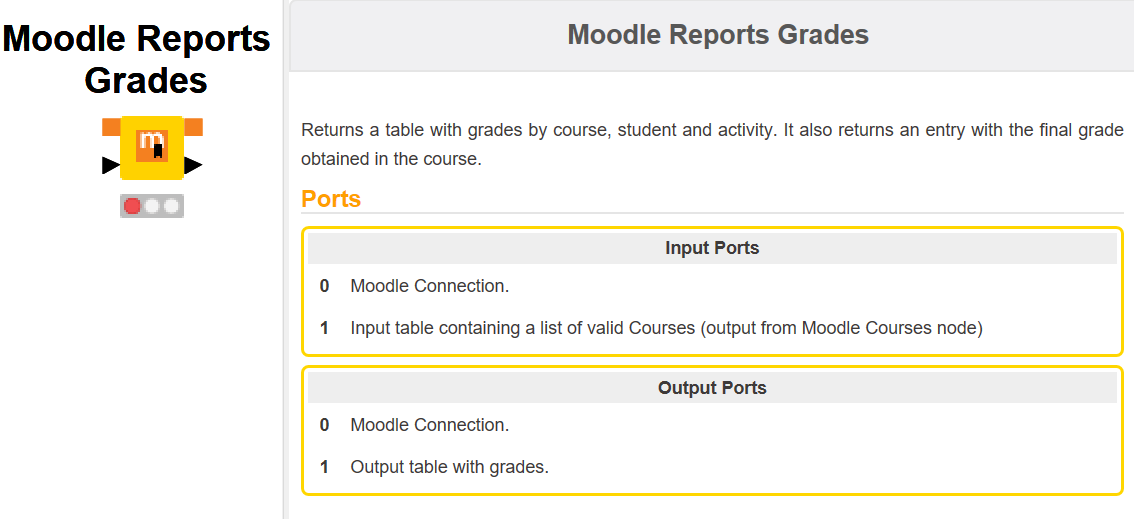 Moodle Reports
Grades
m
Moodle Reports Grades
Returns a table with grades by course, student and activity. It also returns an entry with the final grade
obtained in the course.
Ports
Input Ports
0 Moodle Connection.
1 Input table containing a list of valid Courses (output from Moodle Courses node)
Output Ports
0 Moodle Connection.
1 Output table with grades.